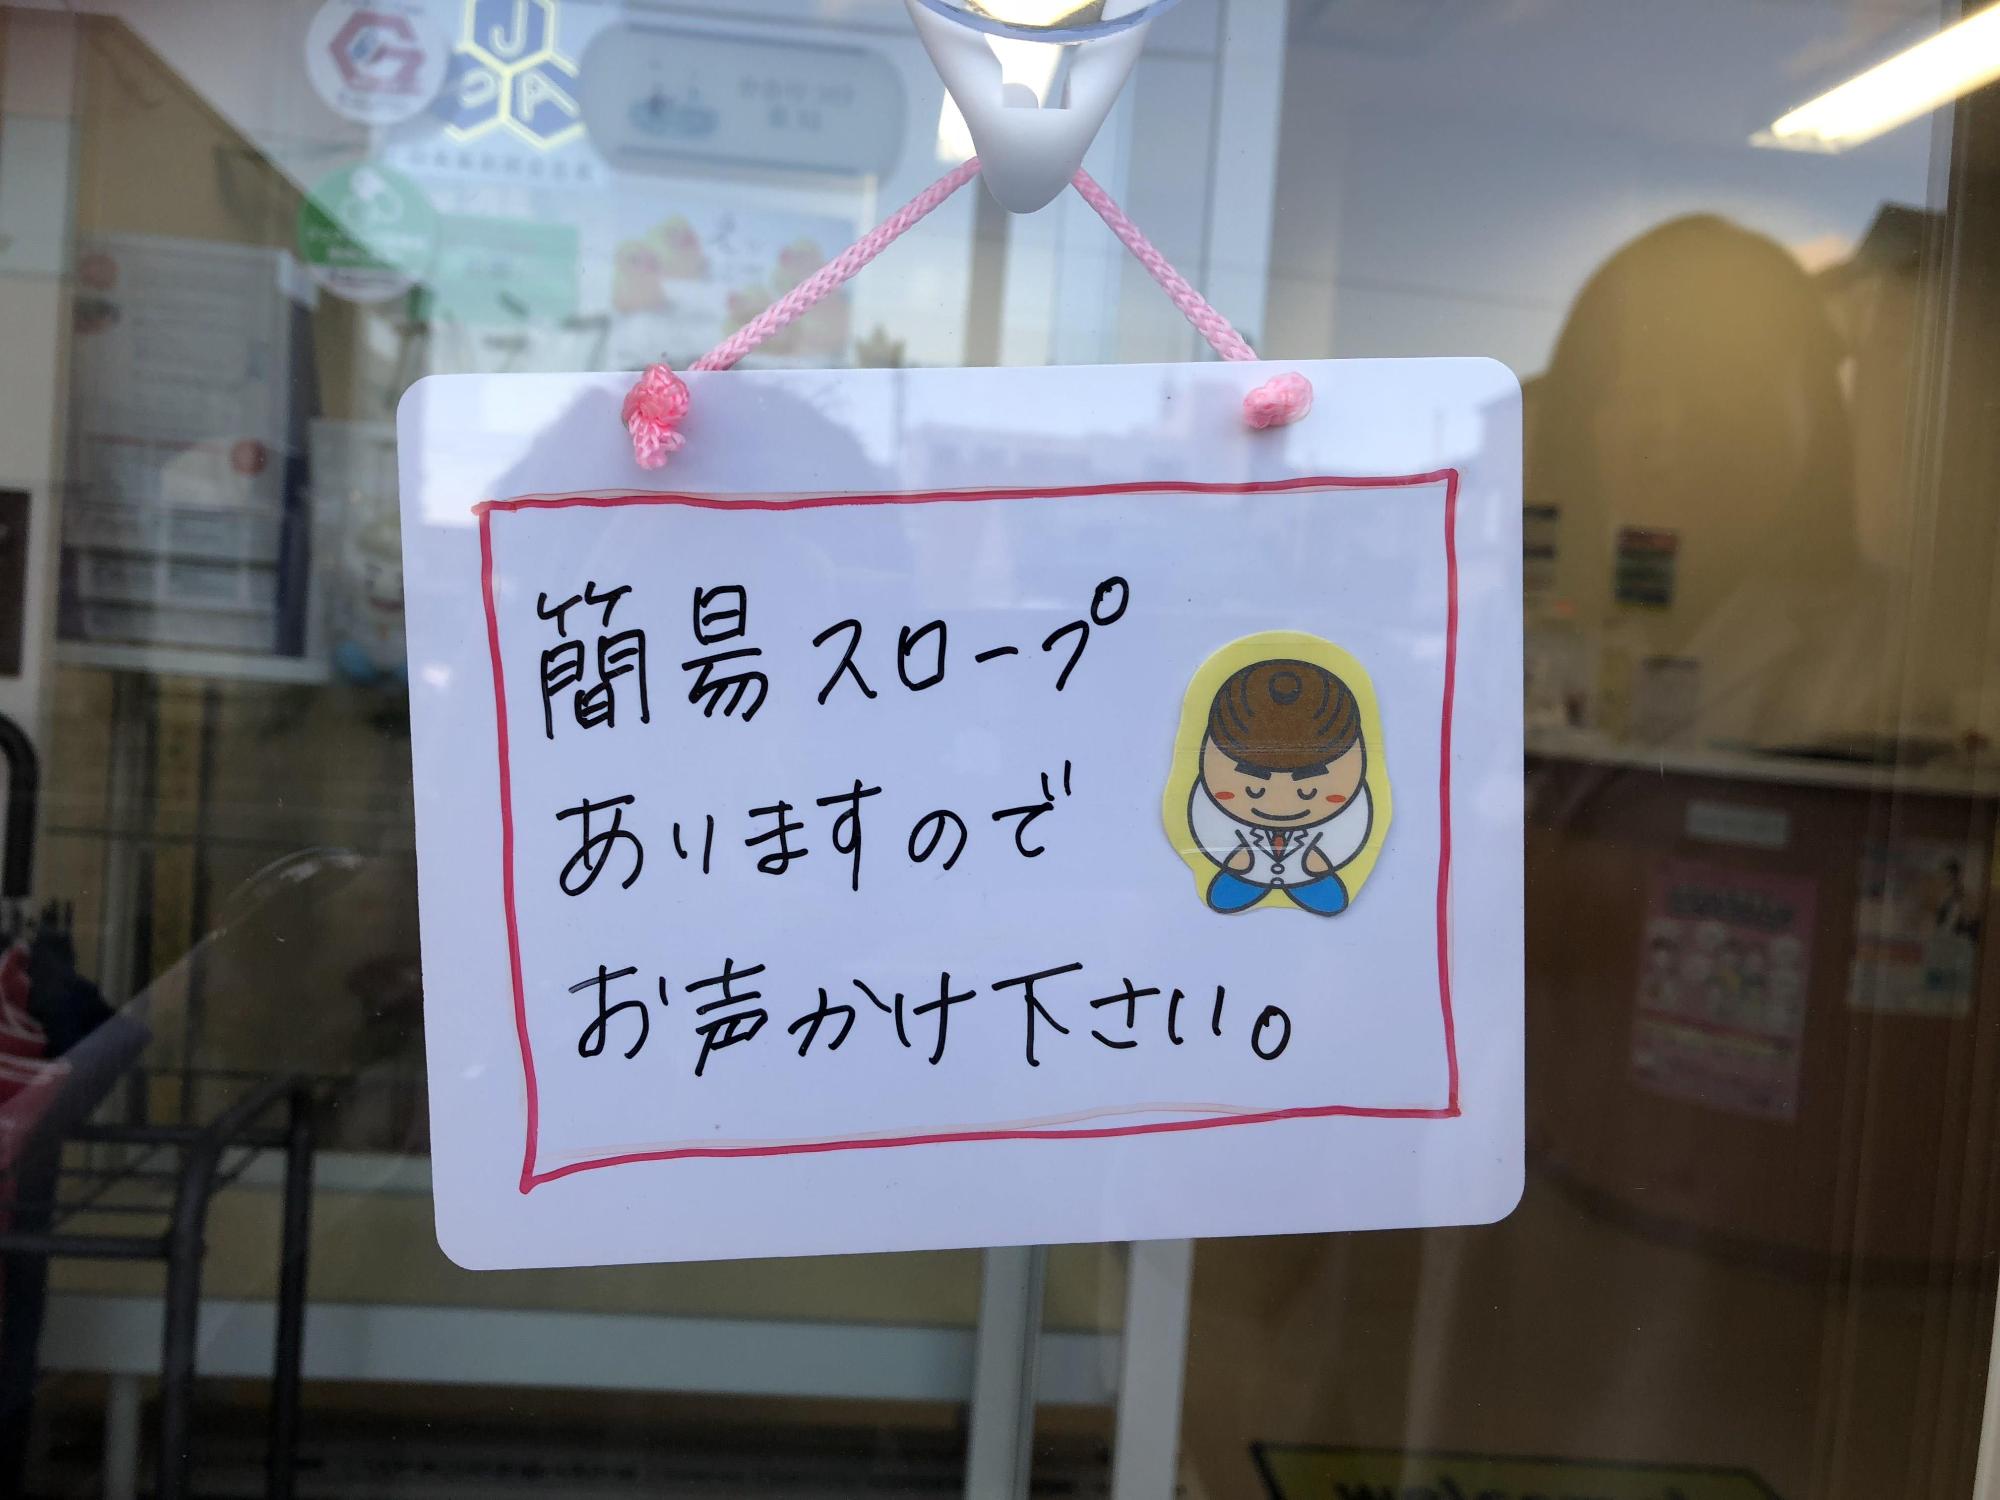 簡易スロープ
ありますので
お声かけ下さい。